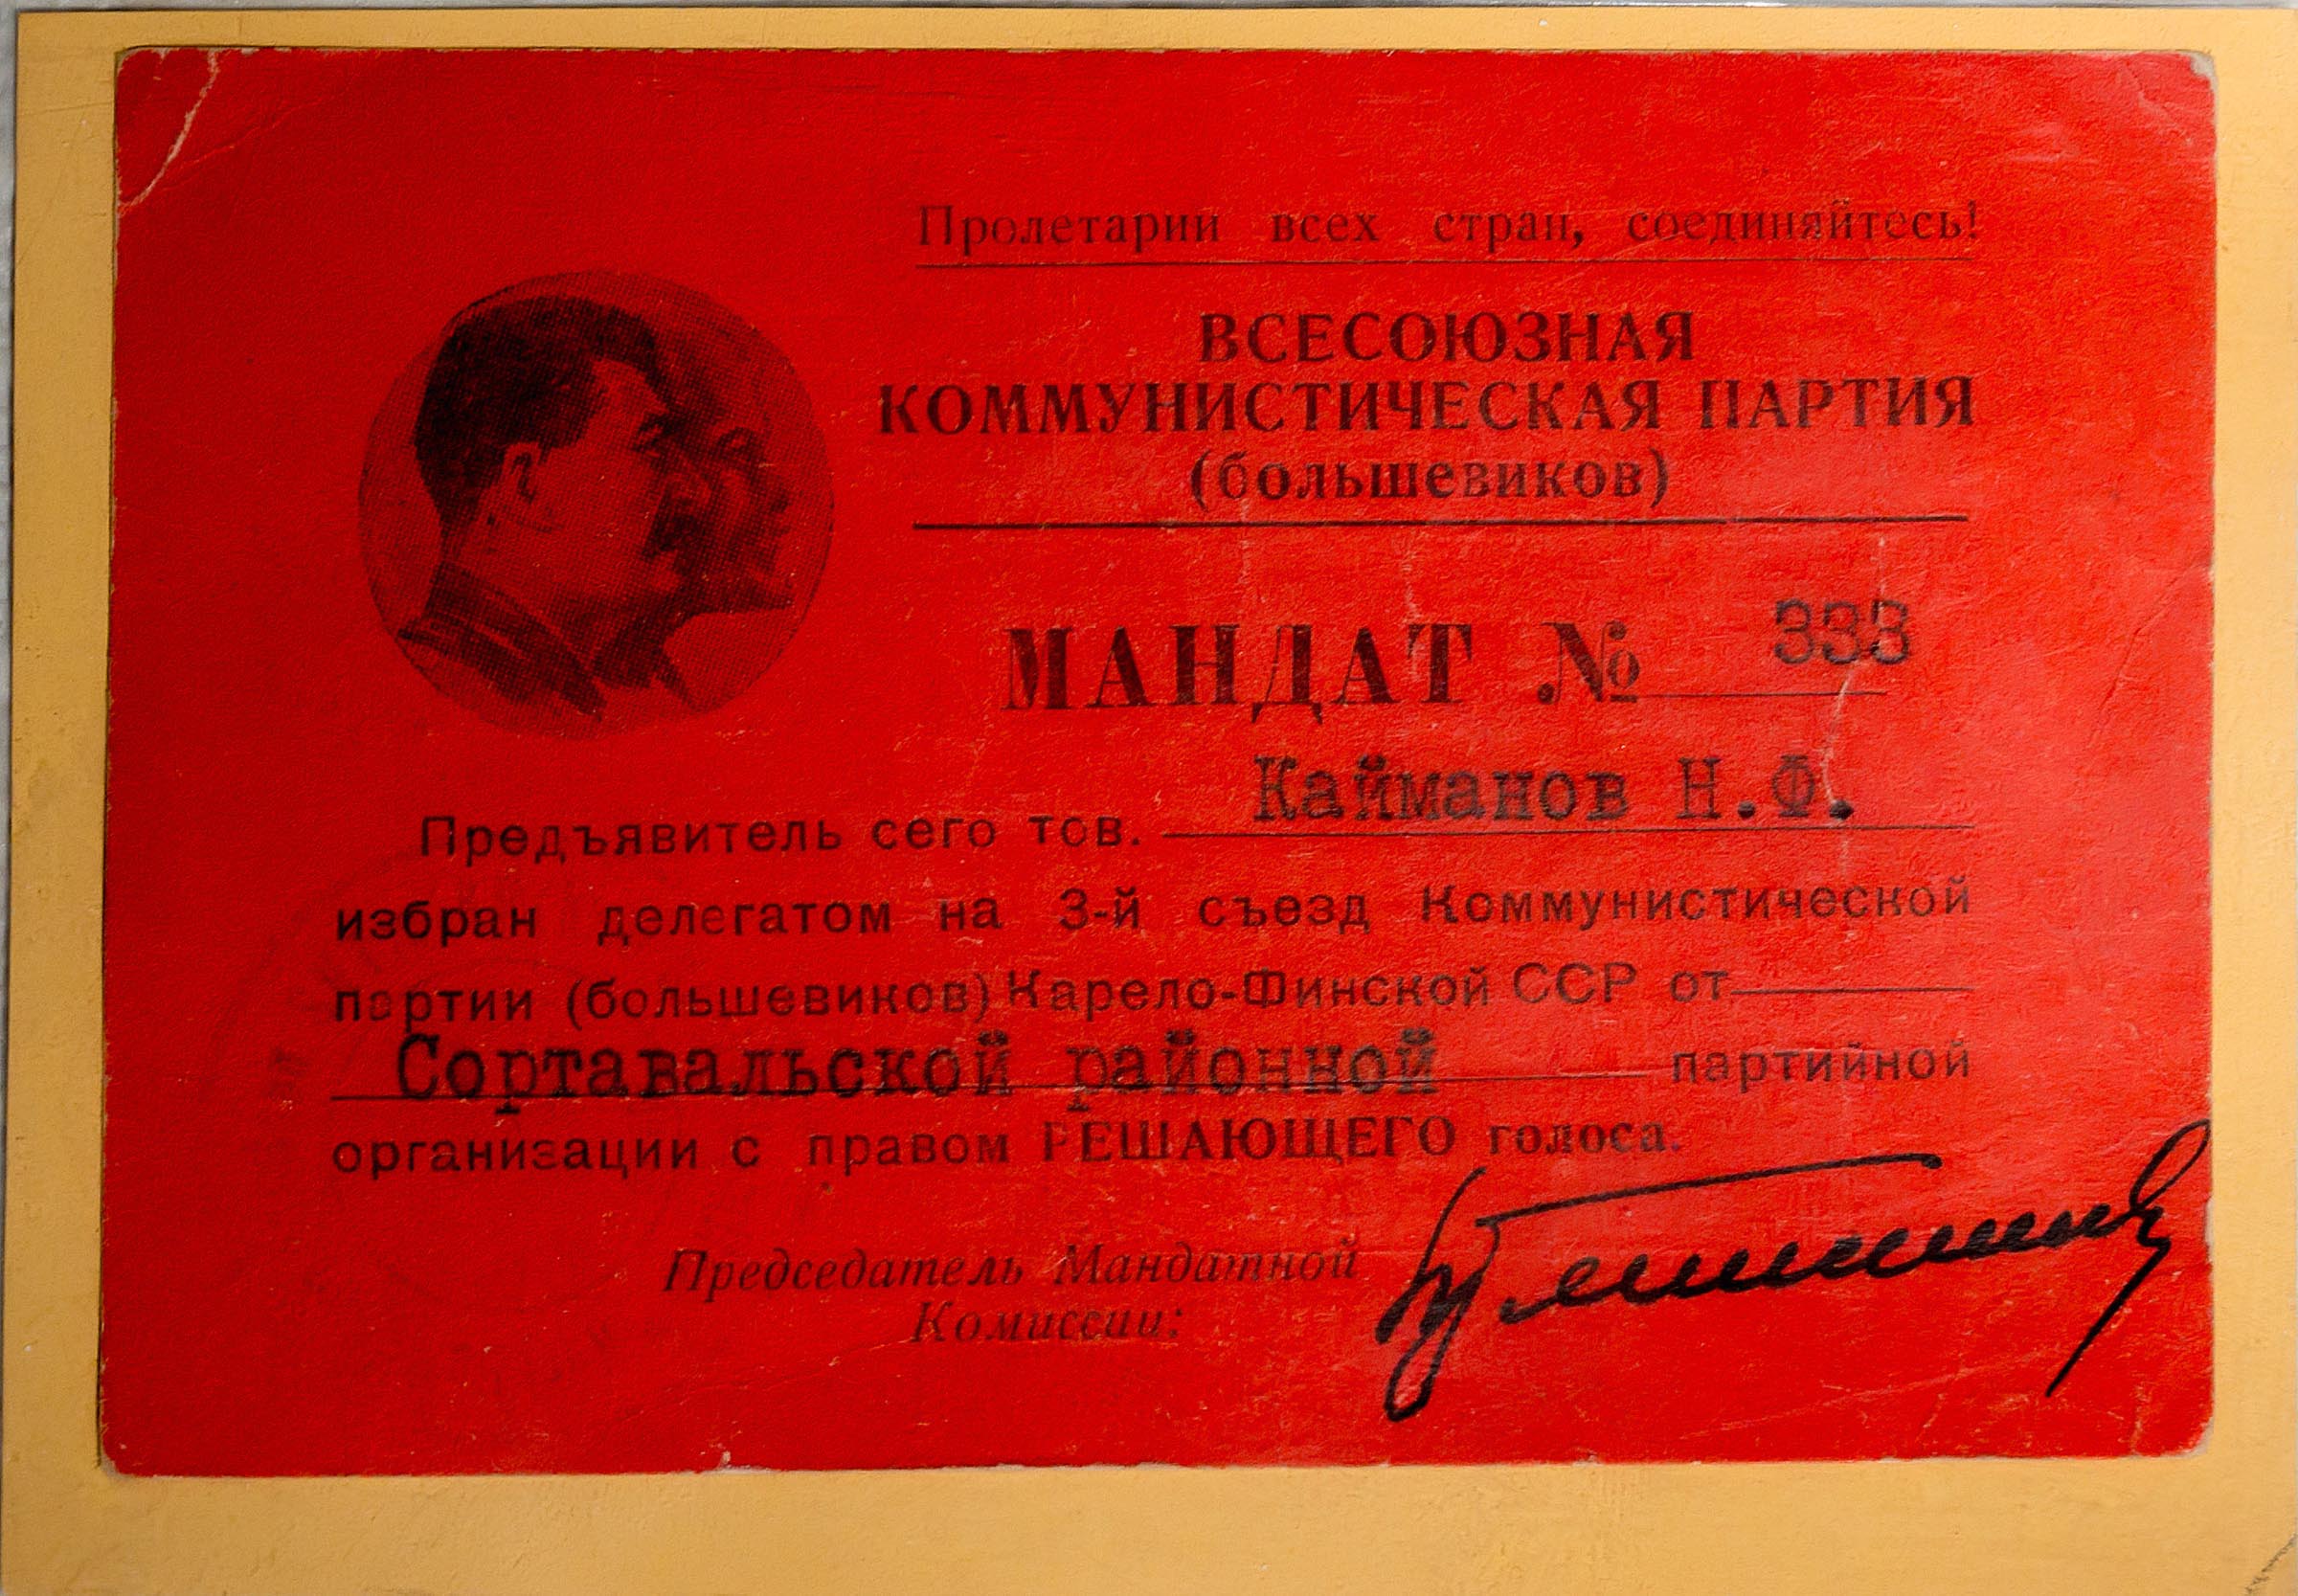 Пролетарии всех стран, соединяйтесь!
ВСЕСОЮЗНАЯ
КОММУНИСТИЧЕСКАЯ ПАРТИЯ
(большевиков)
МАНДАТ № 333
Предъявитель сего тов. Кайманов Н.Ф.
избран делегатом на 3-й съезд Коммунистической
партии (большевиков) Карело-Финской ССР от
Сортавальской районной партийной
организации с правом РЕШАЮЩЕГО голоса.
Председатель Мандатной
Комиссии: